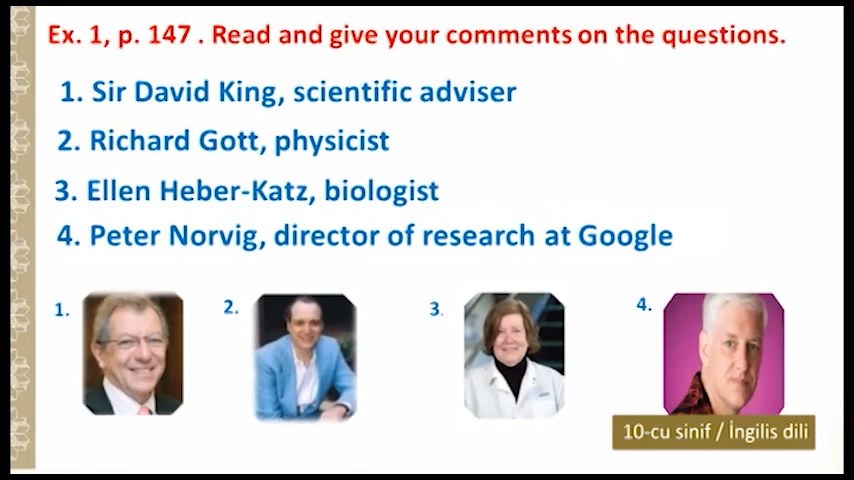 Ex. 1, p. 147 . Read and give your comments on the questions.
1. Sir David King, scientific adviser
2. Richard Gott, physicist
3. Ellen Heber-Katz, biologist
4. Peter Norvig, director of research at Google
1. 2. 3. 4.
10-cu sinif / İngilis dili